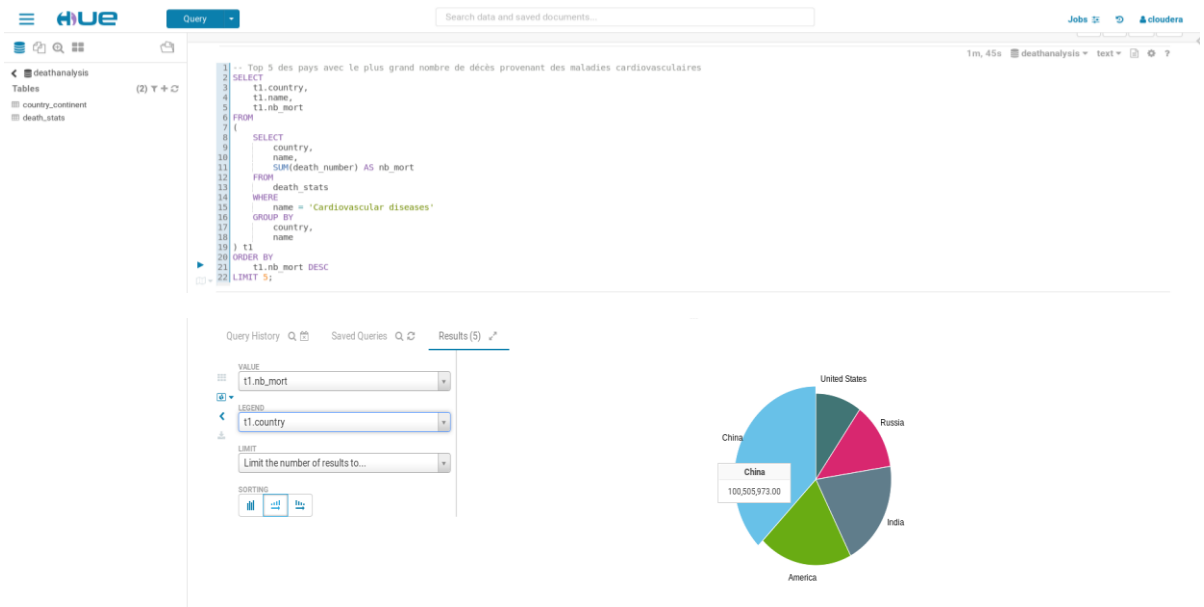 HUE
Query
Search data and saved documents...
Jobs
cloudera
deathanalysis
1m, 45s deathanalysis text ?
Tables (2)
country_continent
death_stats
1 -- Top 5 des pays avec le plus grand nombre de décès provenant des maladies cardiovasculaires
2 SELECT
3 t1.country,
4 t1.name,
5 t1.nb_mort
6 FROM
7 (
8 SELECT
9 country,
10 name,
11 SUM(death_number) AS nb_mort
12 FROM
13 death_stats
14 WHERE
15 name = 'Cardiovascular diseases'
16 GROUP BY
17 country,
18 name
19 ) t1
20 ORDER BY
21 t1.nb_mort DESC
22 LIMIT 5;
Query History
Saved Queries
Results (5)
VALUE
t1.nb_mort
LEGEND
t1.country
LIMIT
Limit the number of results to...
SORTING
United States
Russia
China
China
100,505,973.00
India
America